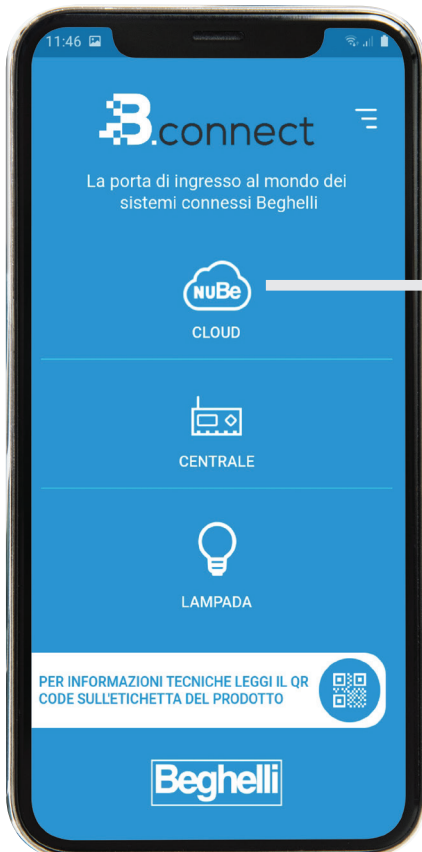 11:46
B.connect
La porta di ingresso al mondo dei
sistemi connessi Beghelli
NUBe
CLOUD
CENTRALE
LAMPADA
PER INFORMAZIONI TECNICHE LEGGI IL QR
CODE SULL'ETICHETTA DEL PRODOTTO
Beghelli